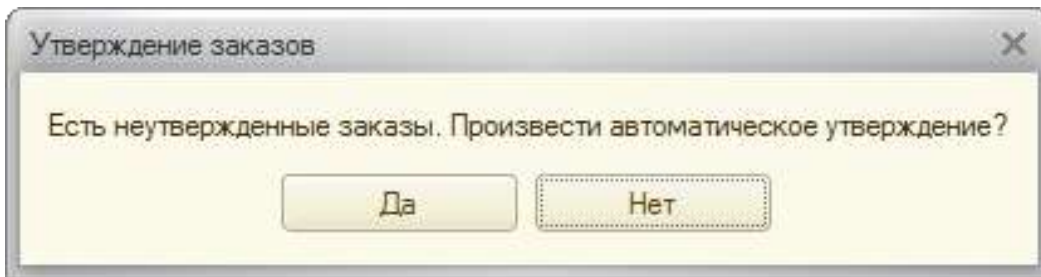 Утверждение заказов
Есть неутвержденные заказы. Произвести автоматическое утверждение?
Да
Нет